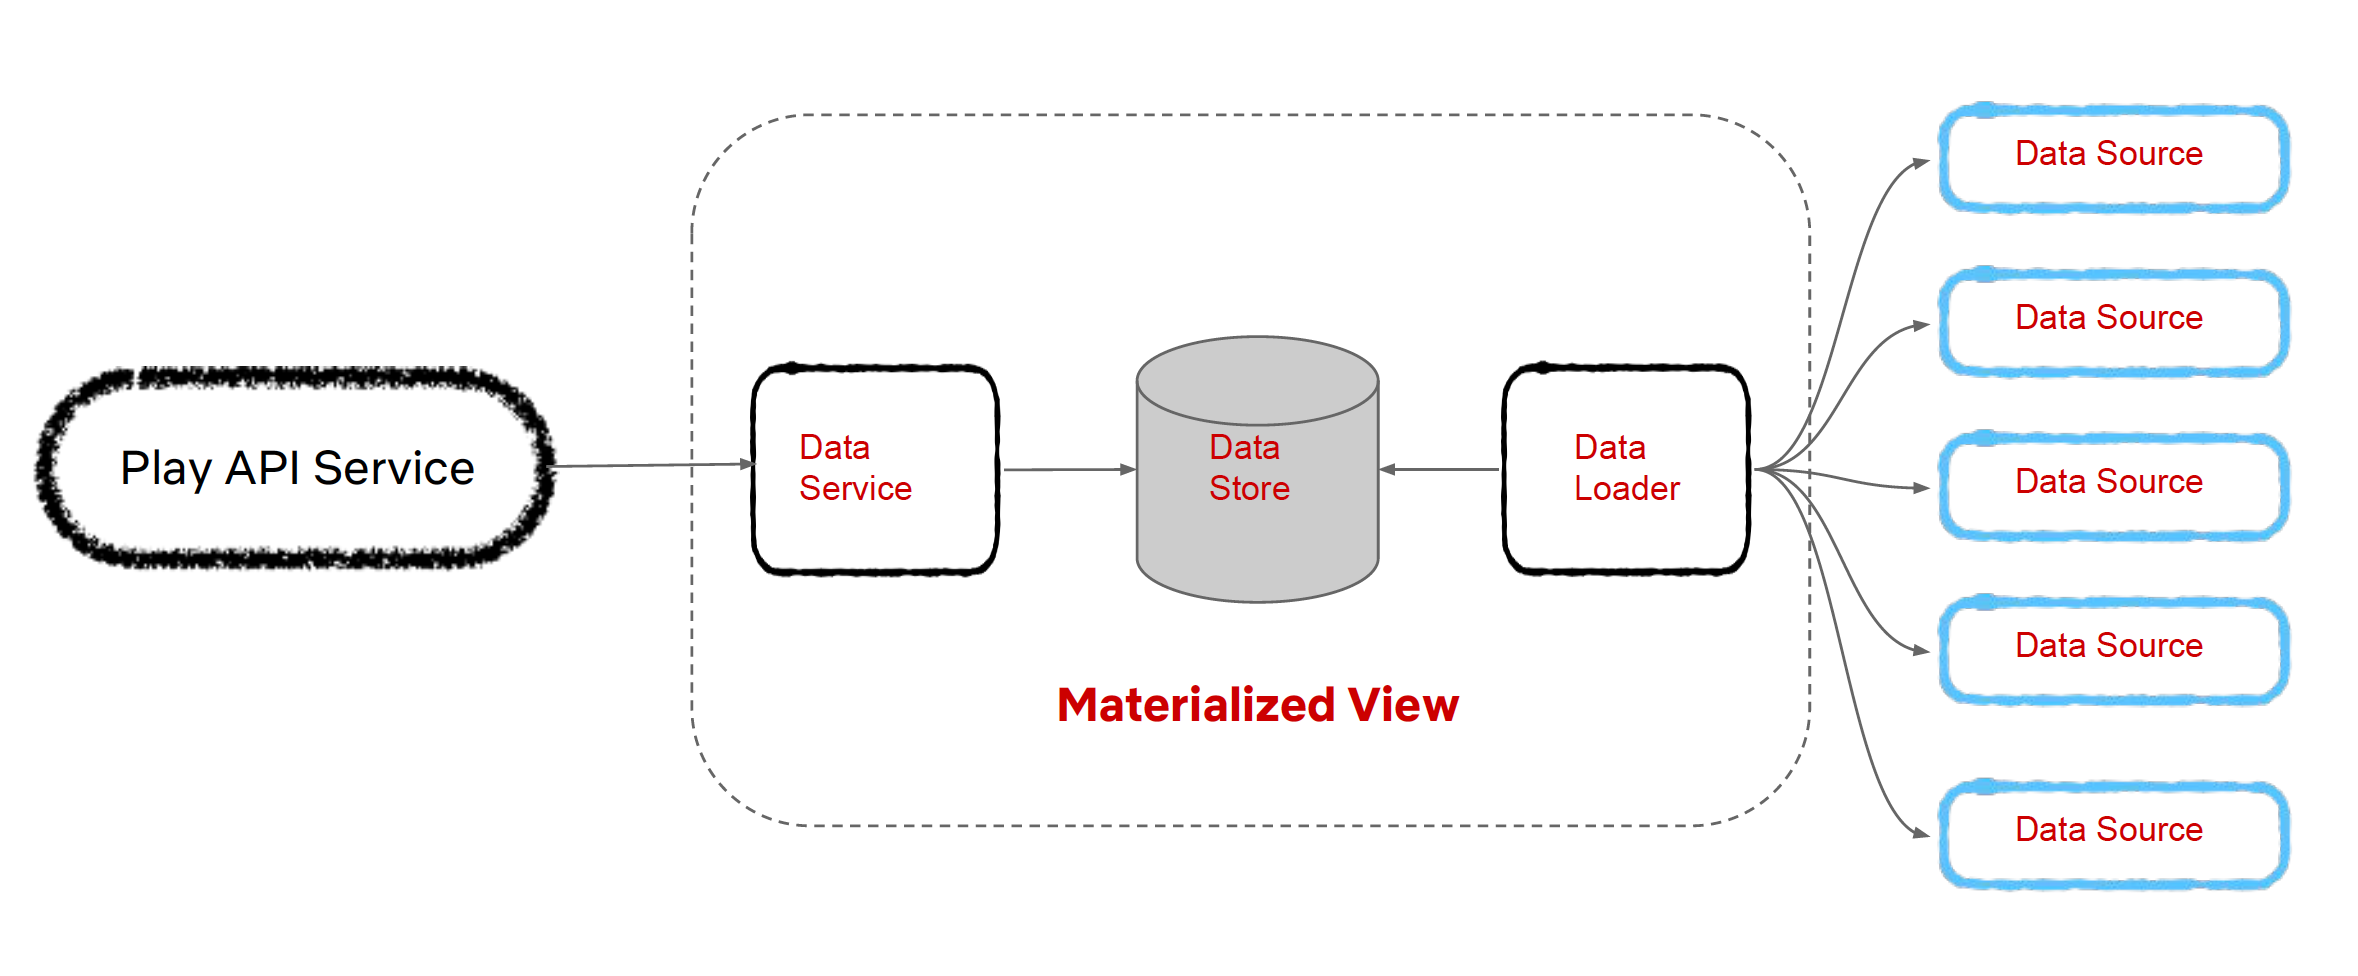 Play API Service
Data
Service
Data
Store
Data
Loader
Materialized View
Data Source
Data Source
Data Source
Data Source
Data Source